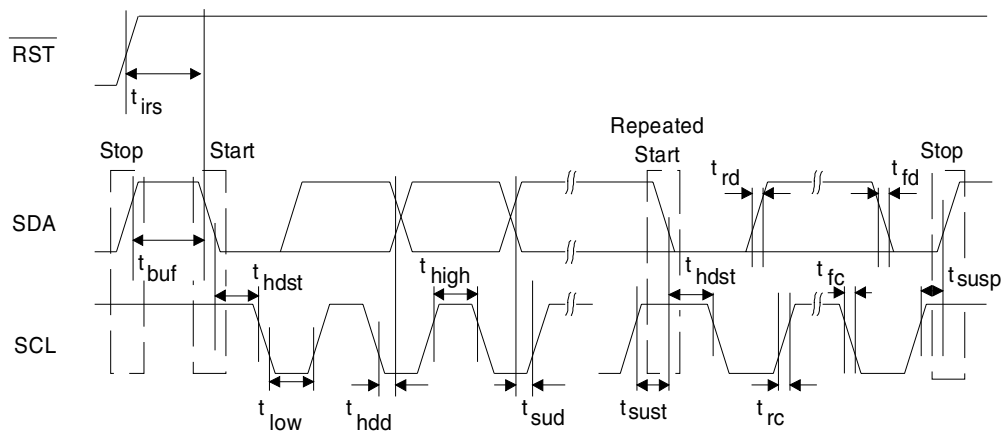 RST
t irs
Repeated
Stop Start Start Stop
t rd t fd
SDA
t buf t hdst t high t hdst t fc t susp
SCL
t low t hdd t sud t sust t rc